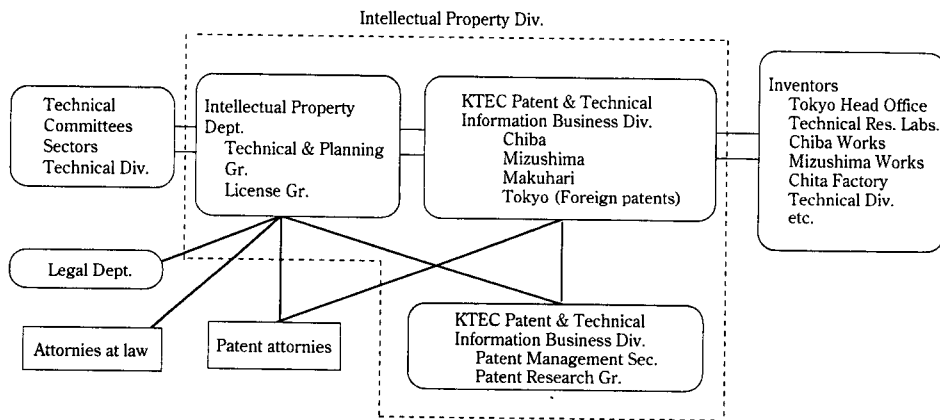 Intellectual Property Div.
Technical
Committees
Sectors
Technical Div.
Intellectual Property
Dept.
Technical & Planning
Gr.
License Gr.
KTEC Patent & Technical
Information Business Div.
Chiba
Mizushima
Makuhari
Tokyo (Foreign patents)
Inventors
Tokyo Head Office
Technical Res. Labs.
Chiba Works
Mizushima Works
Chita Factory
Technical Div.
etc.
Legal Dept.
Attornies at law
Patent attornies
KTEC Patent & Technical
Information Business Div.
Patent Management Sec.
Patent Research Gr.